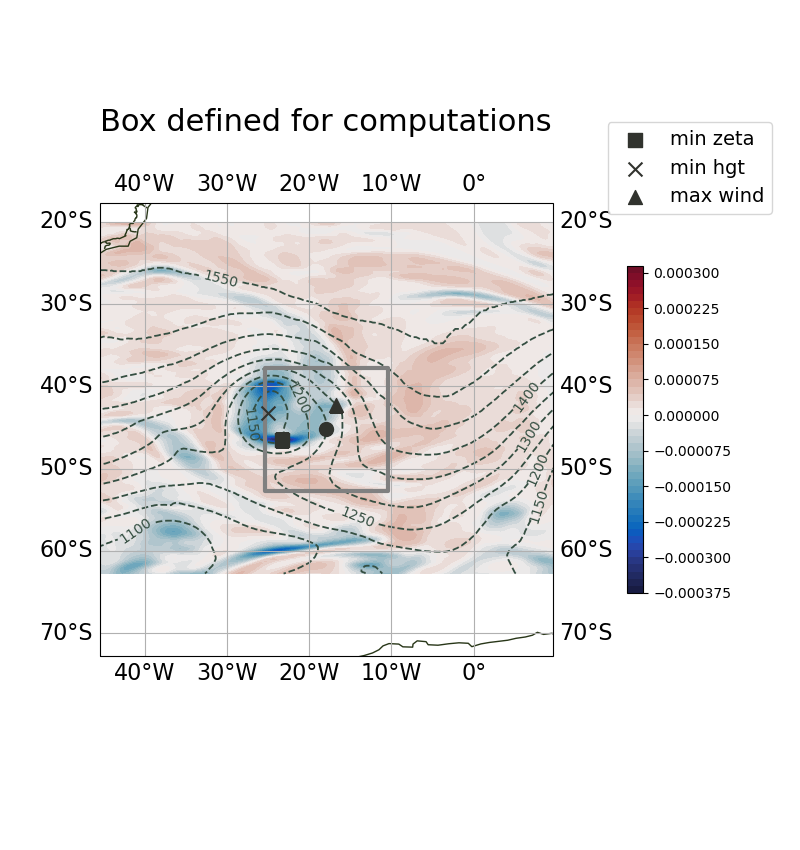 Box defined for computations
min zeta
min hgt
max wind
40°W 30°W 20°W 10°W 0°
20°S 20°S
30°S 30°S
40°S 40°S
50°S 50°S
60°S 60°S
70°S 70°S
40°W 30°W 20°W 10°W 0°
1550
1200
1150
1400
1300
1200
1150
1250
1100
0.000300
0.000225
0.000150
0.000075
0.000000
−0.000075
−0.000150
−0.000225
−0.000300
−0.000375